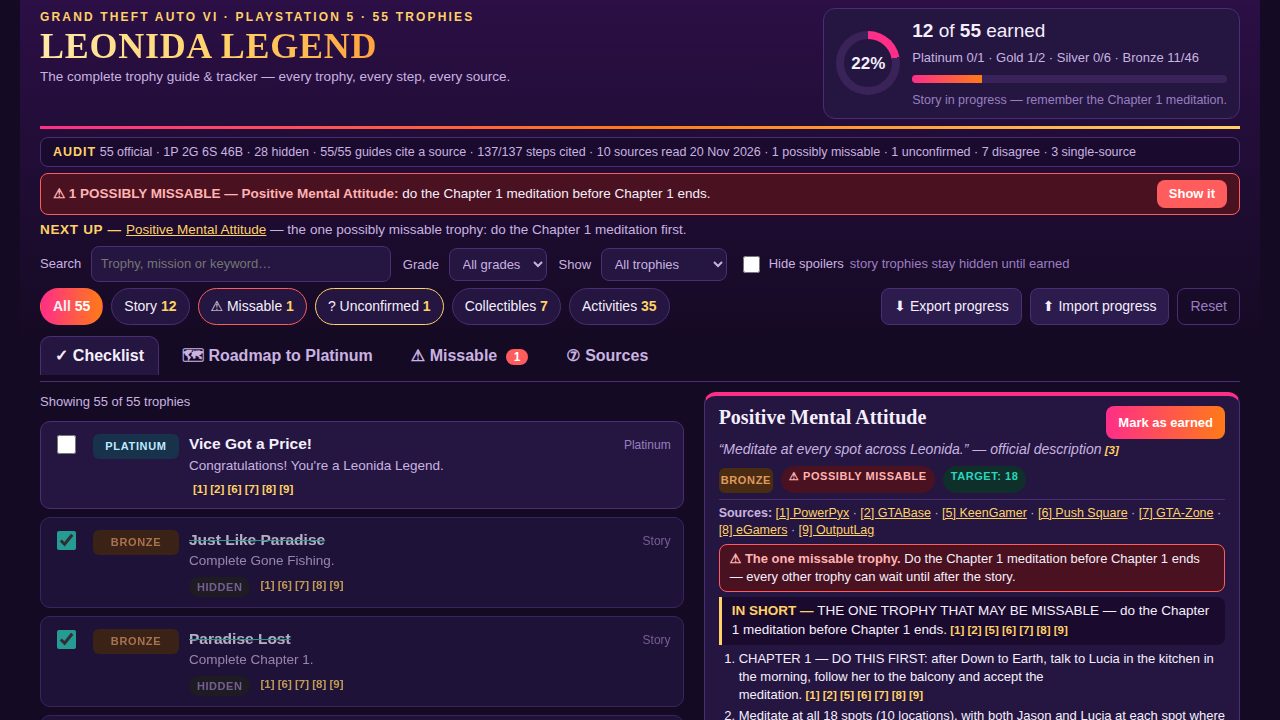 GRAND THEFT AUTO VI · PLAYSTATION 5 · 55 TROPHIES
LEONIDA LEGEND
The complete trophy guide & tracker — every trophy, every step, every source.
22%
12 of 55 earned
Platinum 0/1 · Gold 1/2 · Silver 0/6 · Bronze 11/46
Story in progress — remember the Chapter 1 meditation.
AUDIT 55 official · 1P 2G 6S 46B · 28 hidden · 55/55 guides cite a source · 137/137 steps cited · 10 sources read 20 Nov 2026 · 1 possibly missable · 1 unconfirmed · 7 disagree · 3 single-source
⚠ 1 POSSIBLY MISSABLE — Positive Mental Attitude: do the Chapter 1 meditation before Chapter 1 ends.
Show it
NEXT UP — Positive Mental Attitude — the one possibly missable trophy: do the Chapter 1 meditation first.
Search Trophy, mission or keyword… Grade All grades Show All trophies Hide spoilers story trophies stay hidden until earned
All 55 Story 12 ⚠ Missable 1 ? Unconfirmed 1 Collectibles 7 Activities 35 ⬇ Export progress ⬆ Import progress Reset
✓ Checklist 🗺 Roadmap to Platinum ⚠ Missable 1 ⑦ Sources
Showing 55 of 55 trophies
PLATINUM Vice Got a Price! Platinum
Congratulations! You're a Leonida Legend.
[1] [2] [6] [7] [8] [9]
BRONZE Just Like Paradise Story
Complete Gone Fishing.
HIDDEN [1] [6] [7] [8] [9]
BRONZE Paradise Lost Story
Complete Chapter 1.
HIDDEN [1] [6] [7] [8] [9]
Positive Mental Attitude
Mark as earned
“Meditate at every spot across Leonida.” — official description [3]
BRONZE ⚠ POSSIBLY MISSABLE TARGET: 18
Sources: [1] PowerPyx · [2] GTABase · [5] KeenGamer · [6] Push Square · [7] GTA-Zone ·
[8] eGamers · [9] OutputLag
⚠ The one missable trophy. Do the Chapter 1 meditation before Chapter 1 ends
— every other trophy can wait until after the story.
IN SHORT — THE ONE TROPHY THAT MAY BE MISSABLE — do the Chapter
1 meditation before Chapter 1 ends. [1] [2] [5] [6] [7] [8] [9]
1. CHAPTER 1 — DO THIS FIRST: after Down to Earth, talk to Lucia in the kitchen in
the morning, follow her to the balcony and accept the
meditation. [1] [2] [5] [6] [7] [8] [9]
2. Meditate at all 18 spots (10 locations), with both Jason and Lucia at each spot where